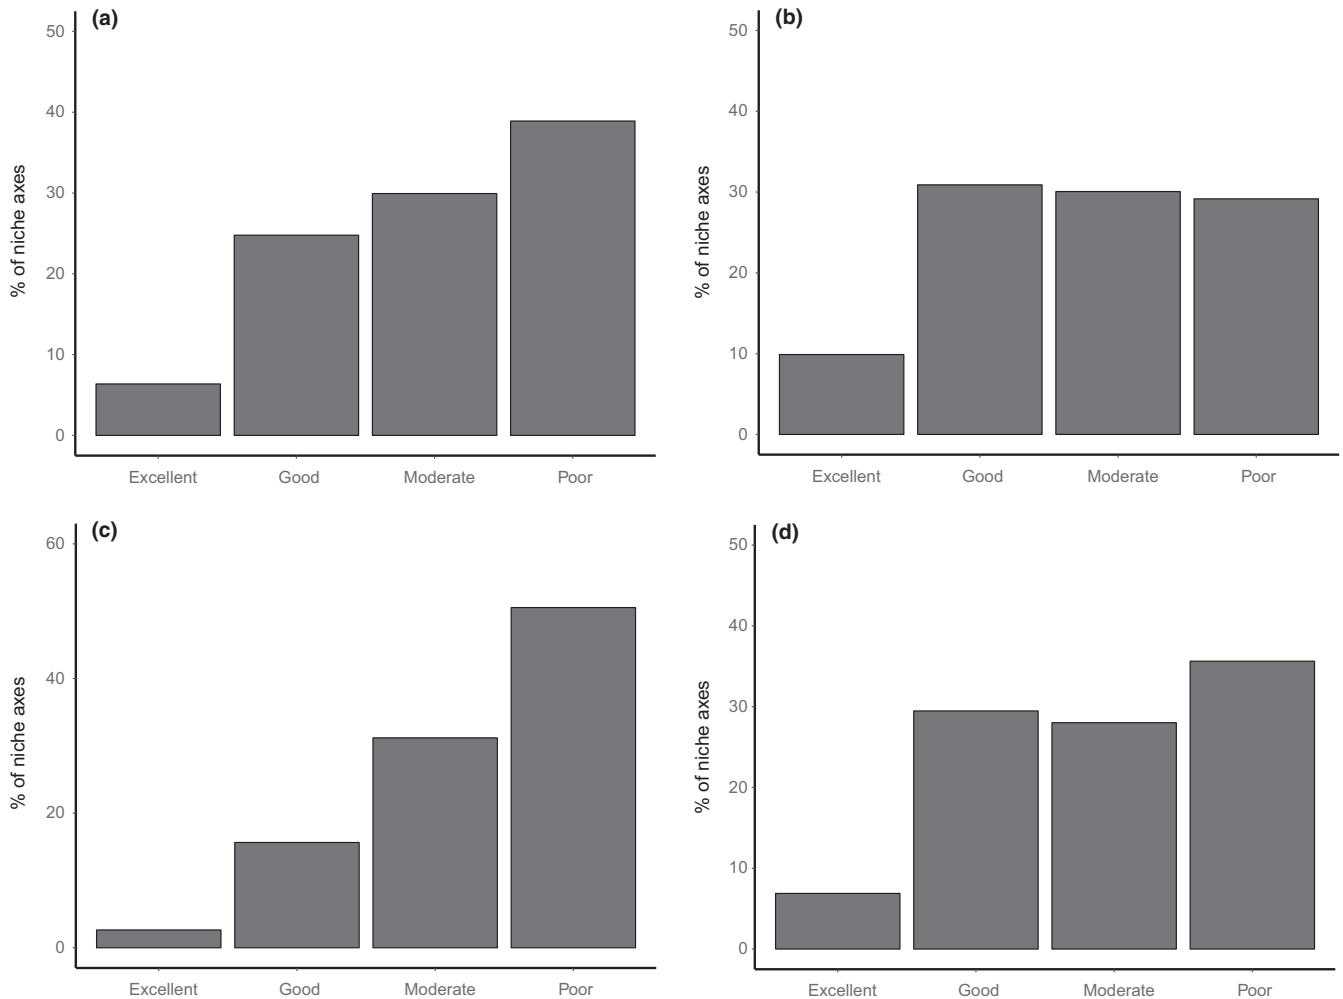 (a)
50
40
30
20
10
0
% of niche axes
Excellent Good Moderate Poor
(b)
50
40
30
20
10
0
% of niche axes
Excellent Good Moderate Poor
(c)
60
40
20
0
% of niche axes
Excellent Good Moderate Poor
(d)
50
40
30
20
10
0
% of niche axes
Excellent Good Moderate Poor